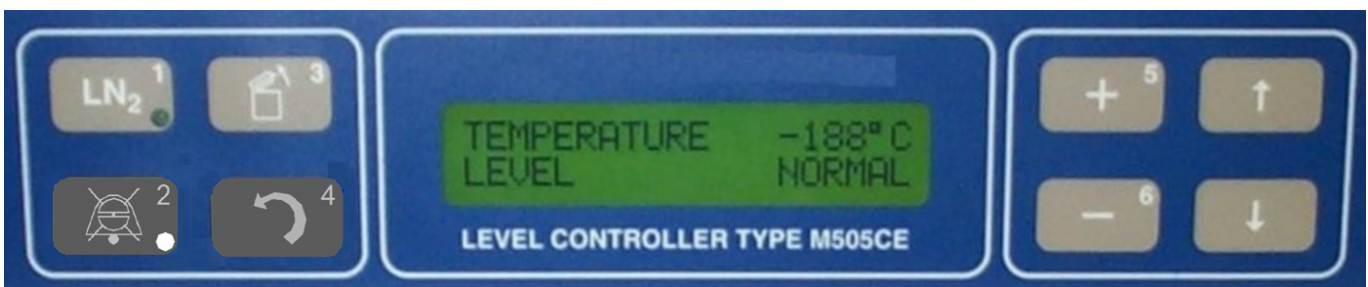 LN₂ 1
3
2
4
TEMPERATURE -188°C
LEVEL NORMAL
LEVEL CONTROLLER TYPE M505CE
+ 5
↑
− 6
↓